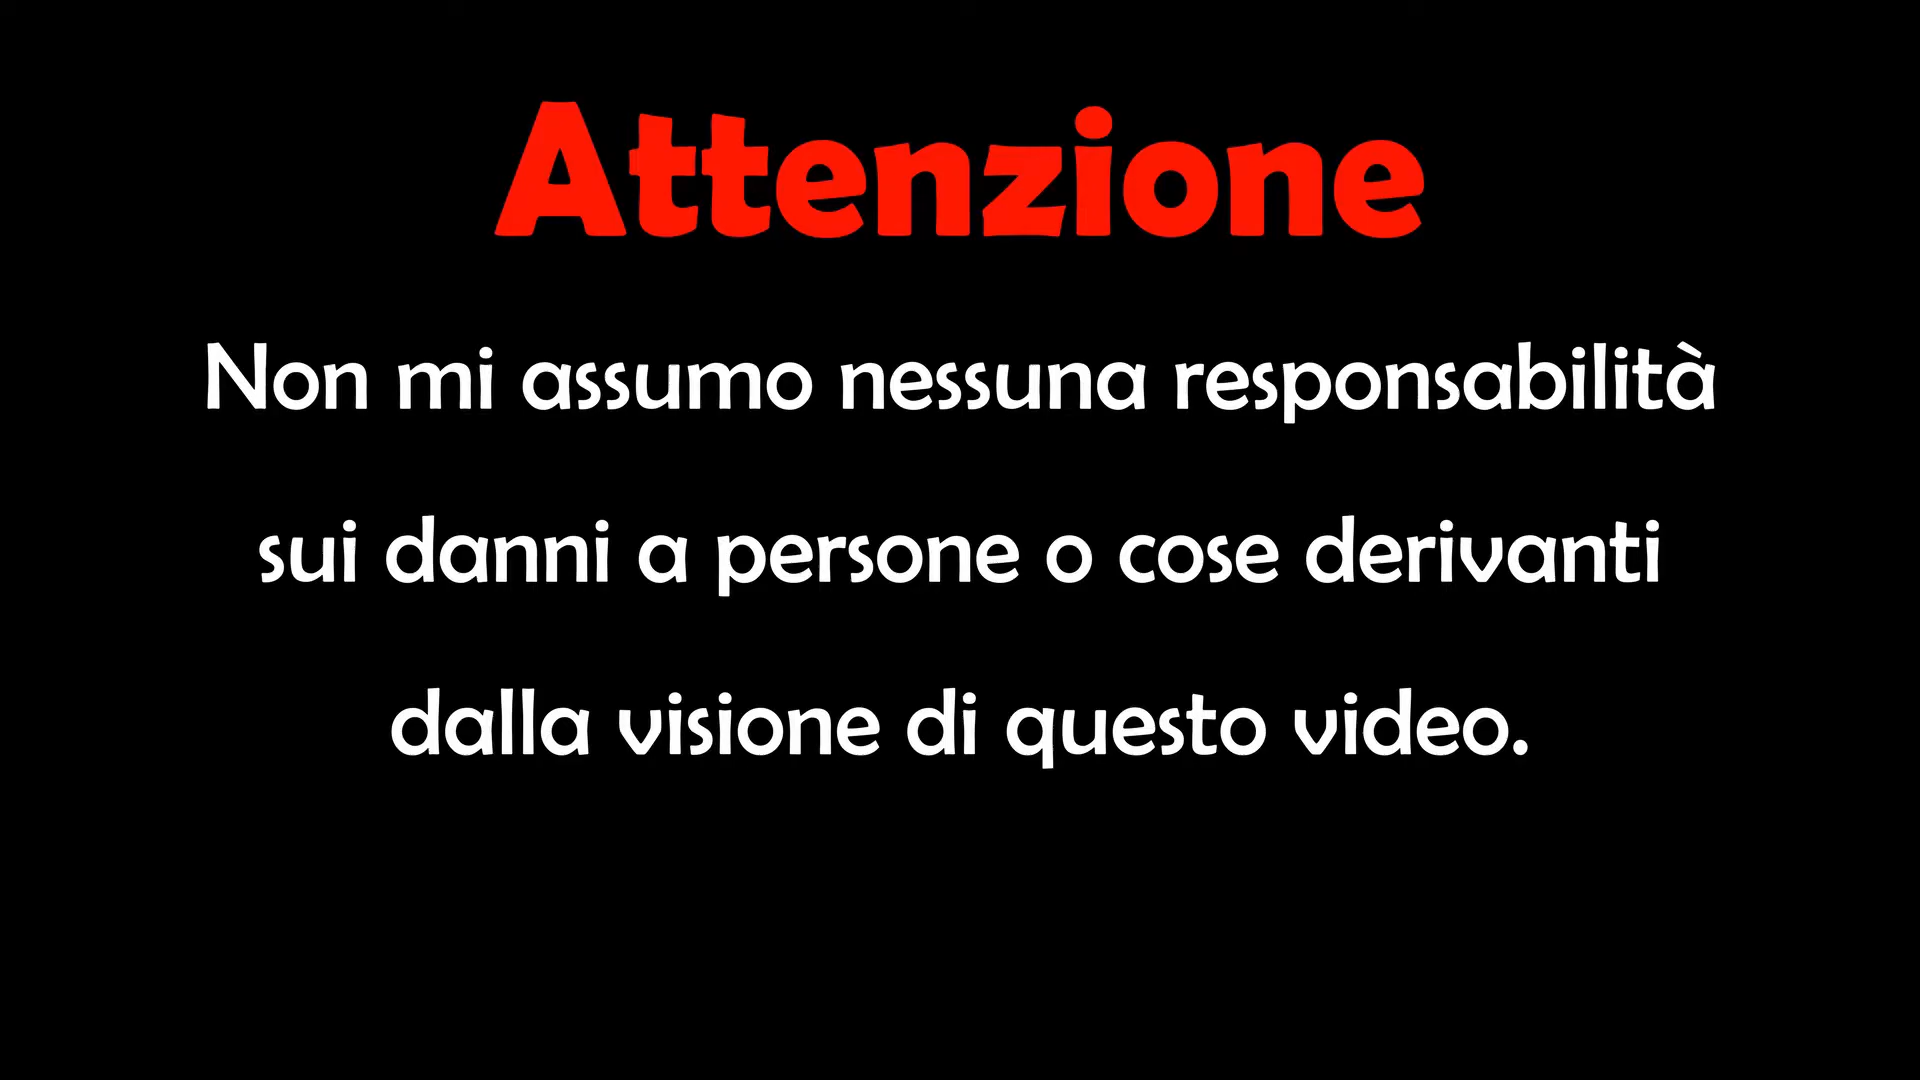 Attenzione
Non mi assumo nessuna responsabilità
sui danni a persone o cose derivanti
dalla visione di questo video.